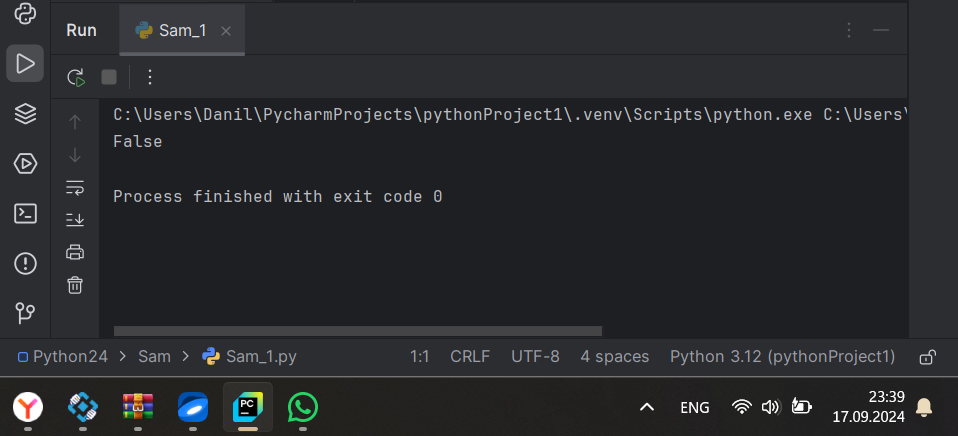 Run Sam_1
C:\Users\Danil\PycharmProjects\pythonProject1\.venv\Scripts\python.exe C:\Users\
False
Process finished with exit code 0
Python24 > Sam > Sam_1.py 1:1 CRLF UTF-8 4 spaces Python 3.12 (pythonProject1)
PC
ENG
23:39
17.09.2024